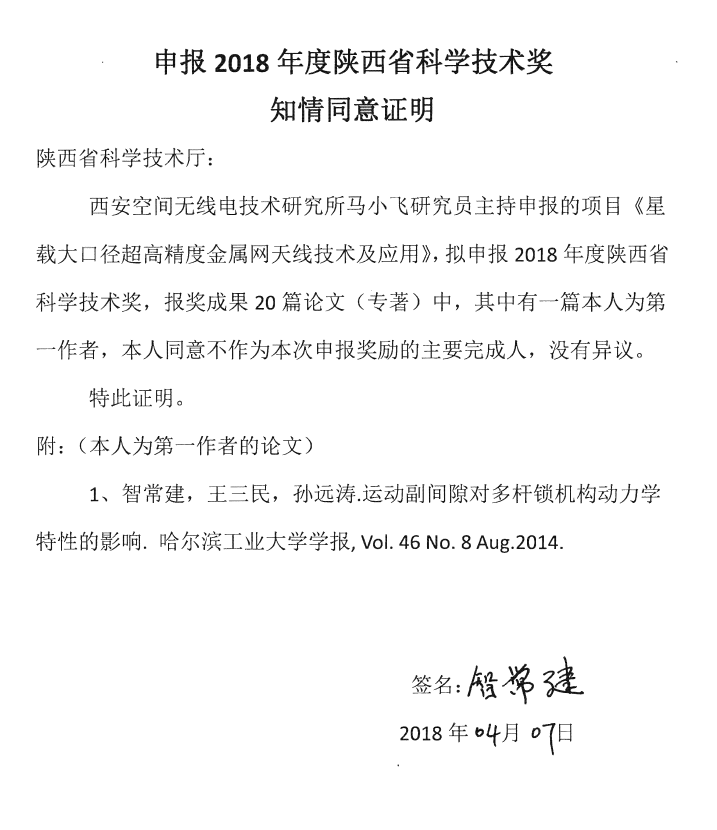 申报 2018 年度陕西省科学技术奖
知情同意证明
陕西省科学技术厅：
西安空间无线电技术研究所马小飞研究员主持申报的项目《星
载大口径超高精度金属网天线技术及应用》，拟申报 2018 年度陕西省
科学技术奖，报奖成果 20 篇论文（专著）中，其中有一篇本人为第
一作者，本人同意不作为本次申报奖励的主要完成人，没有异议。
特此证明。
附：（本人为第一作者的论文）
1、智常建，王三民，孙远涛.运动副间隙对多杆锁机构动力学
特性的影响. 哈尔滨工业大学学报, Vol. 46 No. 8 Aug.2014.
签名：智常建
2018 年 04月 07日